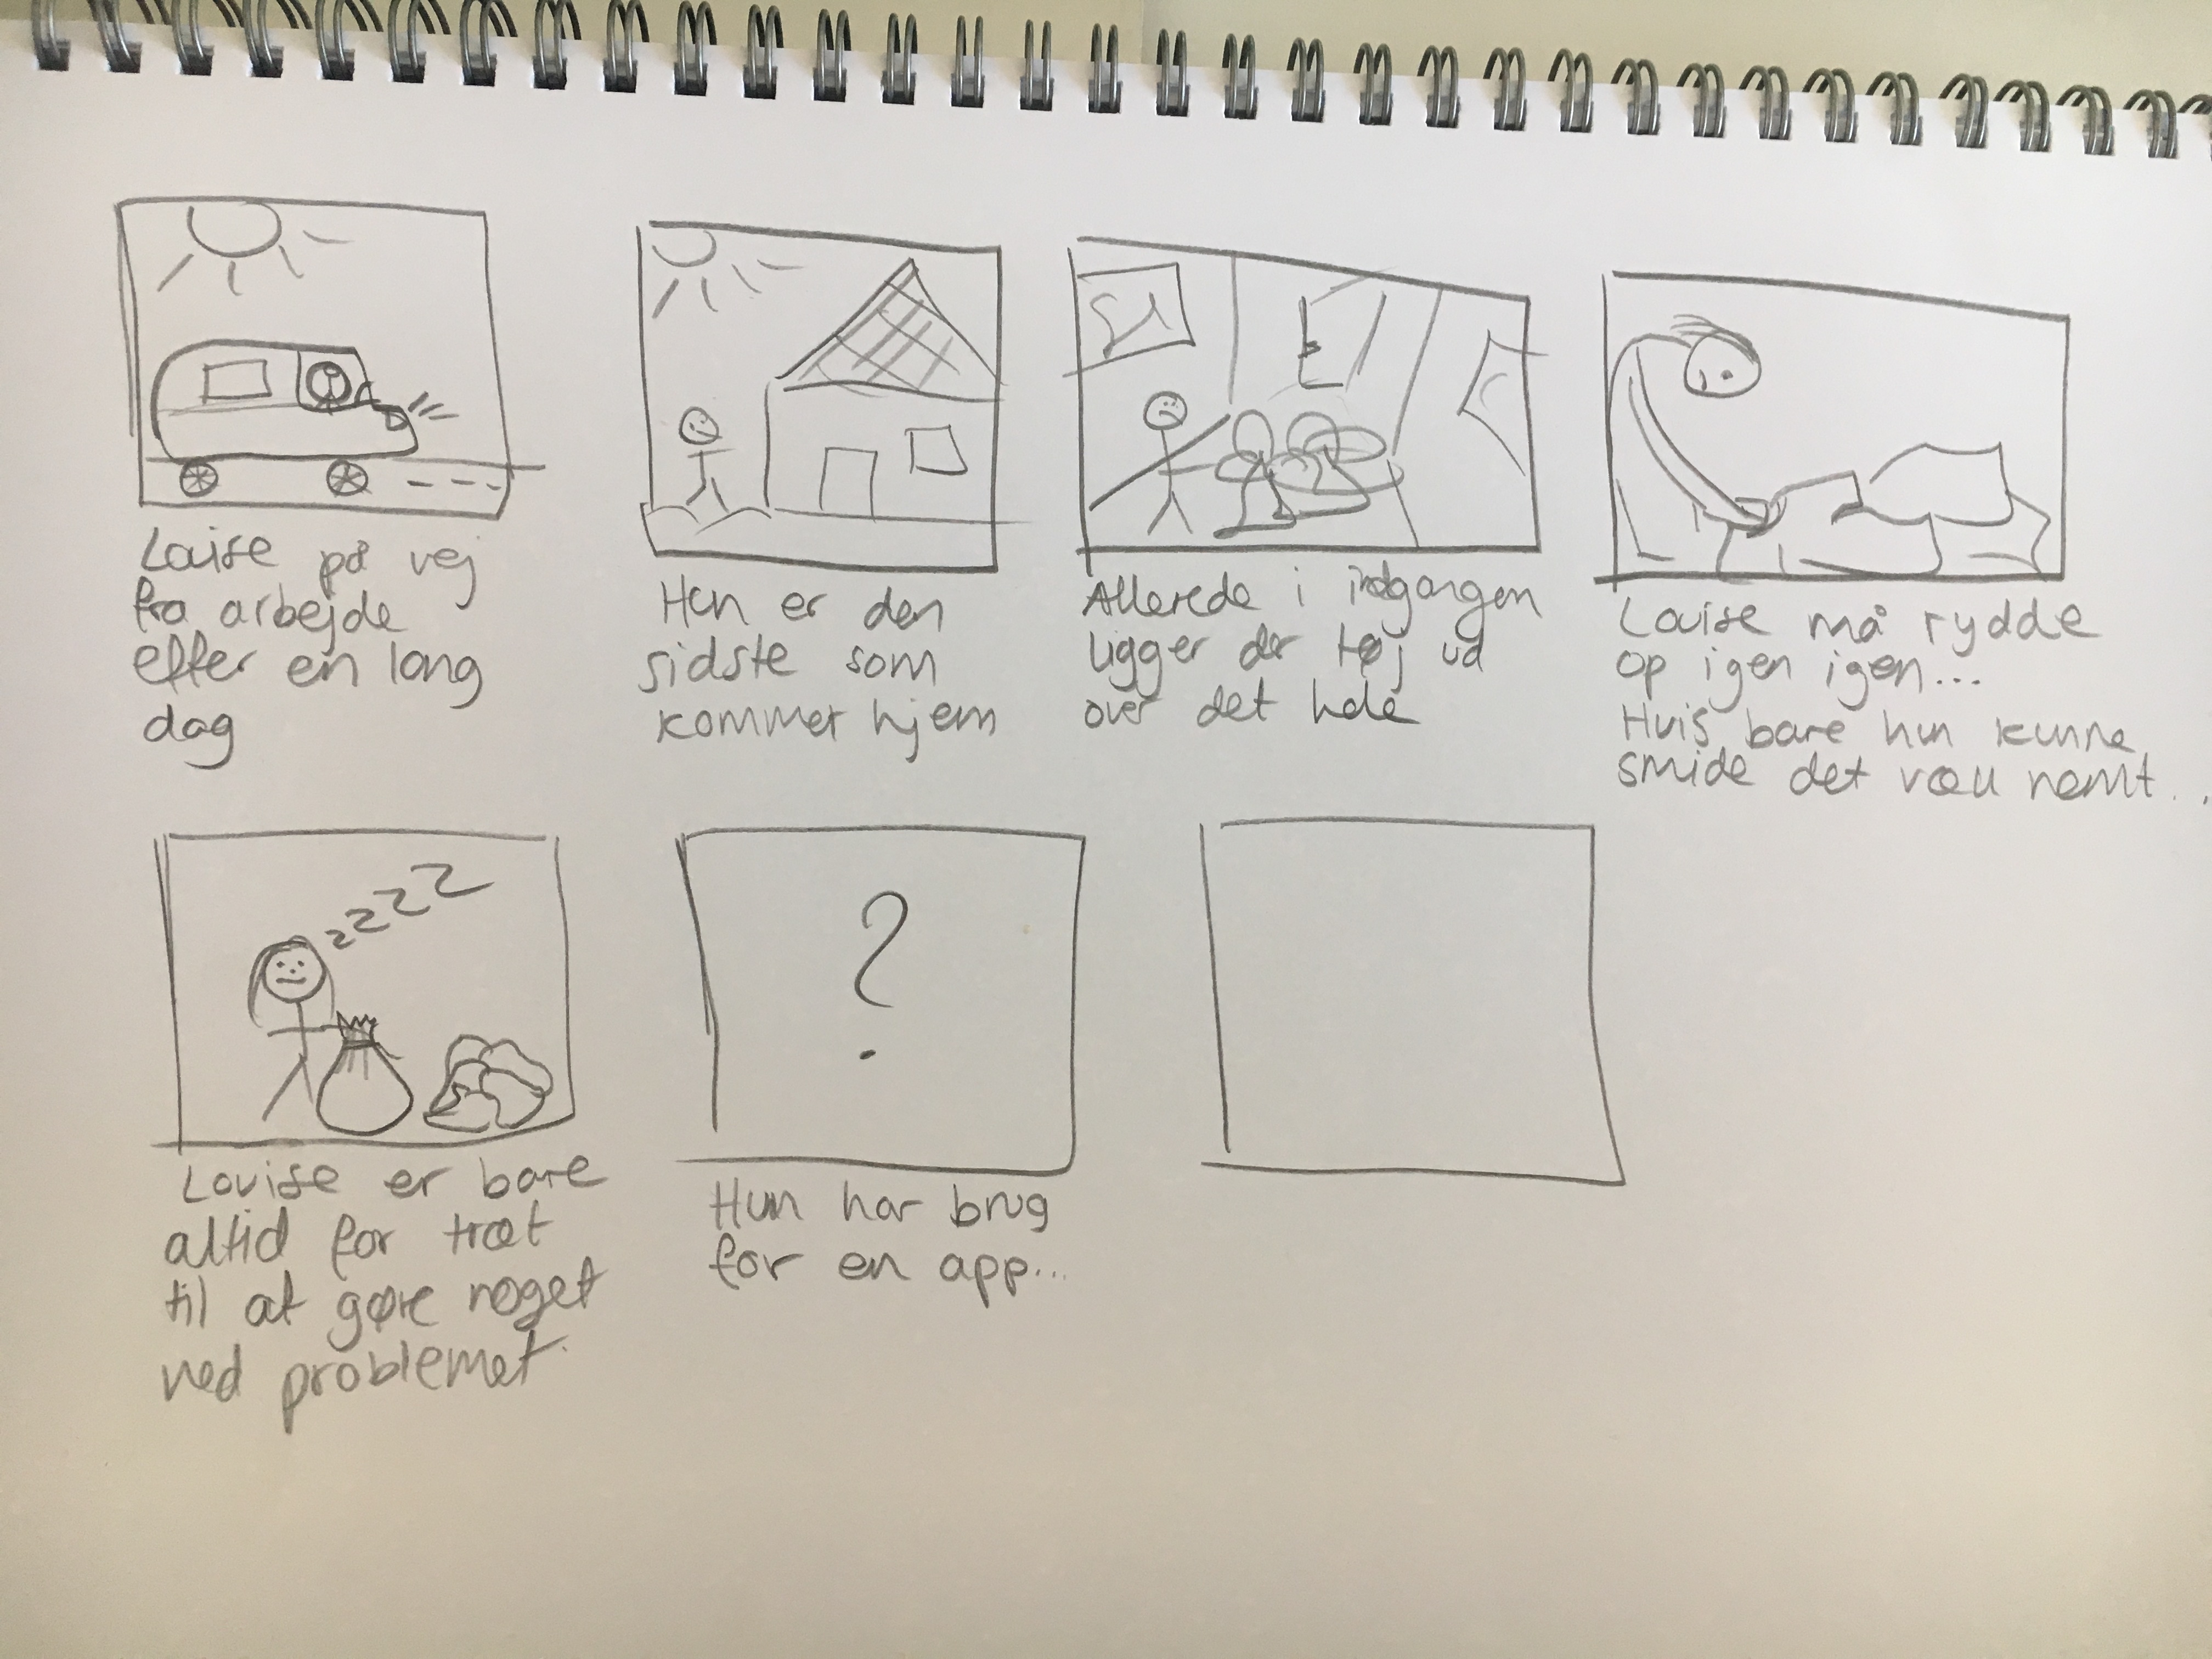 Louise på vej
fra arbejde
efter en lang
dag
Hun er den
sidste som
kommer hjem
Allerede i indgangen
ligger der tøj ud
over det hele
Louise må rydde
op igen igen...
Hvis bare hun kunne
smide det væk nemt...
zzzz
Louise er bare
altid for træt
til at gøre noget
ved problemet.
?
Hun har brug
for en app...